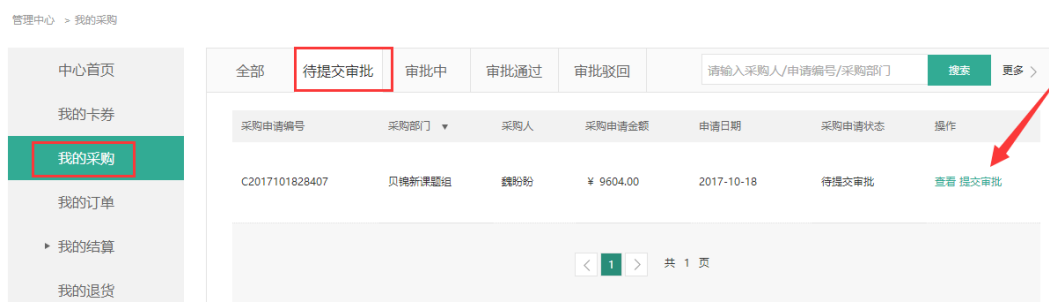 管理中心 > 我的采购
中心首页
我的卡券
我的采购
我的订单
我的结算
我的退货
全部 待提交审批 审批中 审批通过 审批驳回 请输入采购人/申请编号/采购部门 搜索 更多 >
采购申请编号 采购部门 ▼ 采购人 采购申请金额 申请日期 采购申请状态 操作
C2017101828407 贝锦新课题组 魏盼盼 ¥ 9604.00 2017-10-18 待提交审批 查看 提交审批
< 1 > 共 1 页